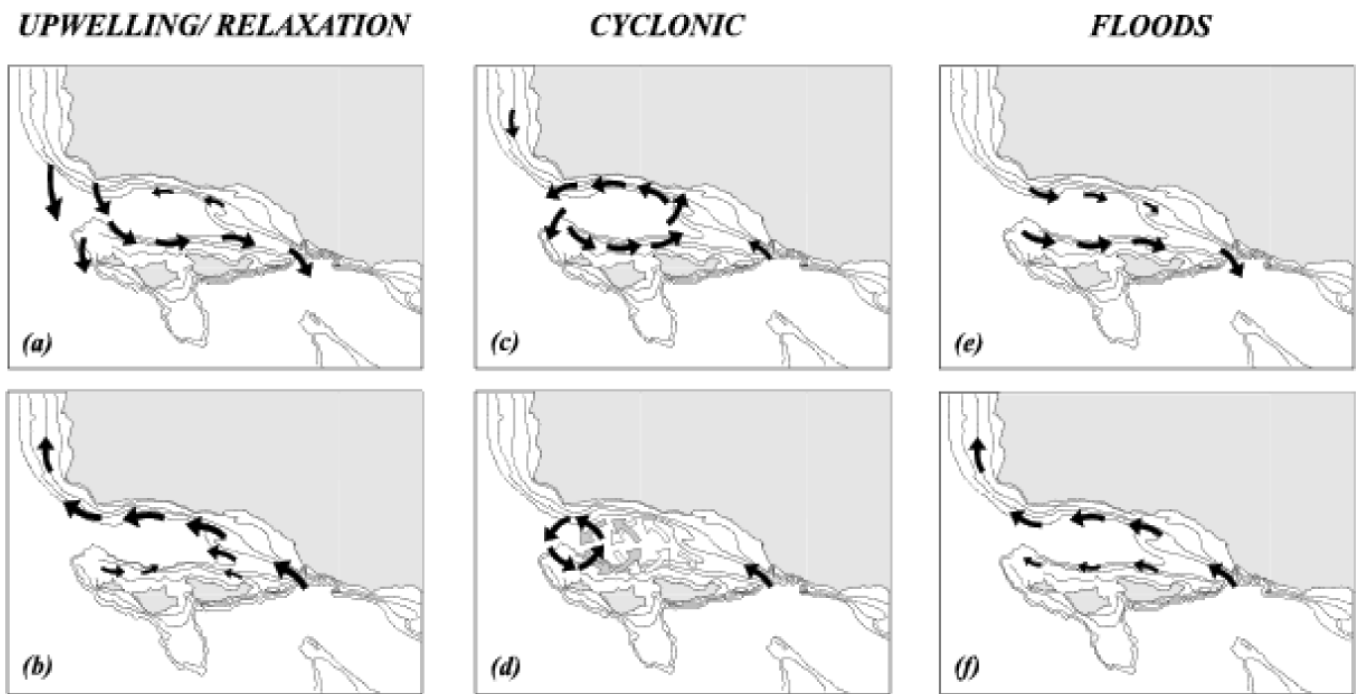 UPWELLING/ RELAXATION
CYCLONIC
FLOODS
(a)
(c)
(e)
(b)
(d)
(f)